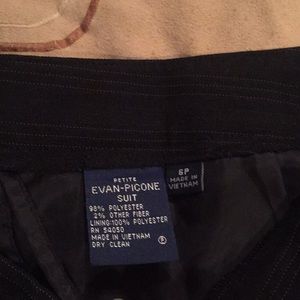 PETITE
EVAN-PICONE
SUIT
98% POLYESTER
2% OTHER FIBER
LINING:100% POLYESTER
RN 54050
MADE IN VIETNAM
DRY CLEAN
6P
MADE IN
VIETNAM